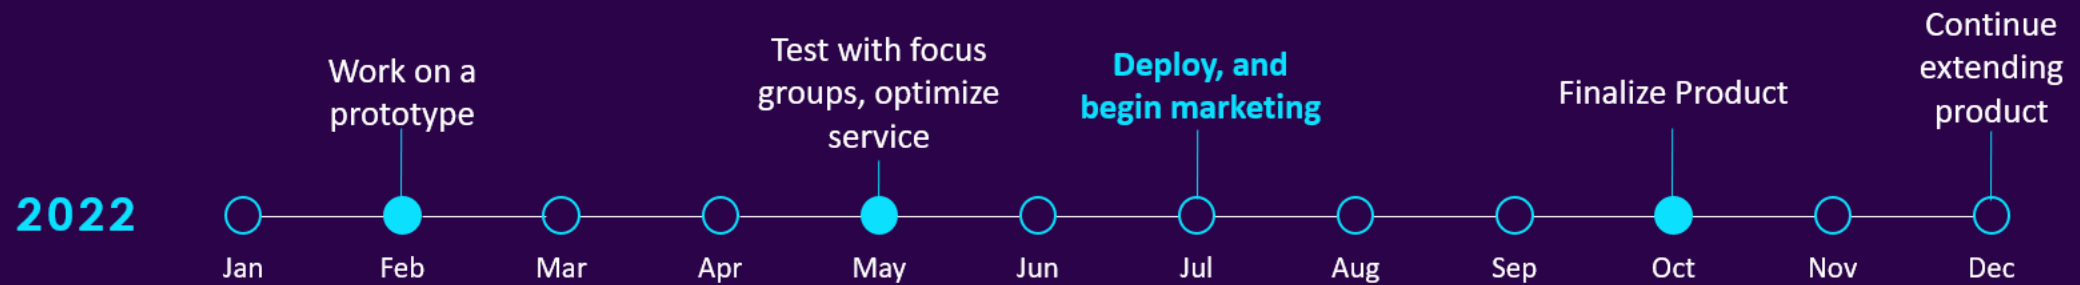 Work on a
prototype
Test with focus
groups, optimize
service
Deploy, and
begin marketing
Finalize Product
Continue
extending
product
2022
Jan
Feb
Mar
Apr
May
Jun
Jul
Aug
Sep
Oct
Nov
Dec